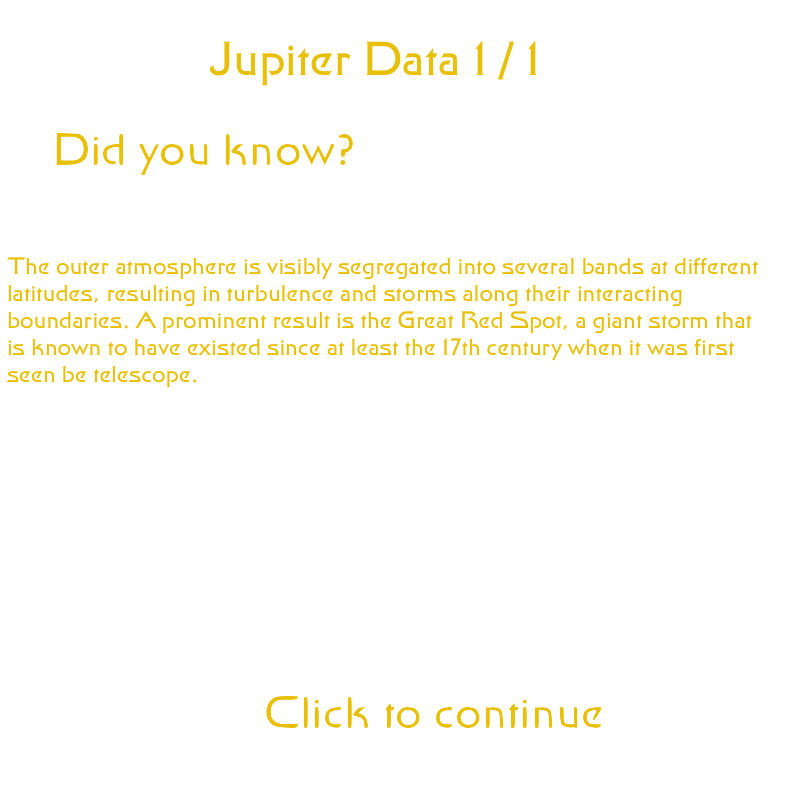 Jupiter Data 1 / 1
Did you know?
The outer atmosphere is visibly segregated into several bands at different
latitudes, resulting in turbulence and storms along their interacting
boundaries. A prominent result is the Great Red Spot, a giant storm that
is known to have existed since at least the 17th century when it was first
seen be telescope.
Click to continue